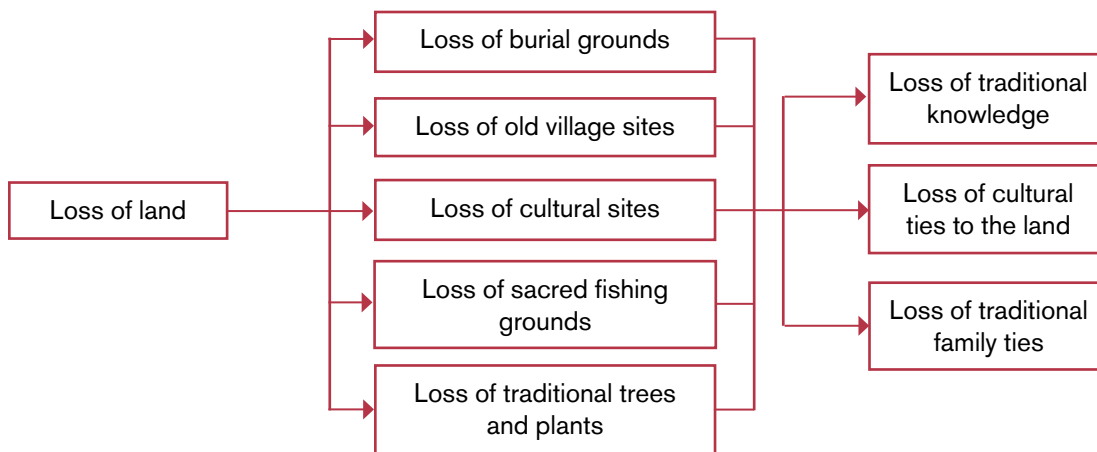 Loss of land
Loss of burial grounds
Loss of old village sites
Loss of cultural sites
Loss of sacred fishing
grounds
Loss of traditional trees
and plants
Loss of traditional
knowledge
Loss of cultural
ties to the land
Loss of traditional
family ties